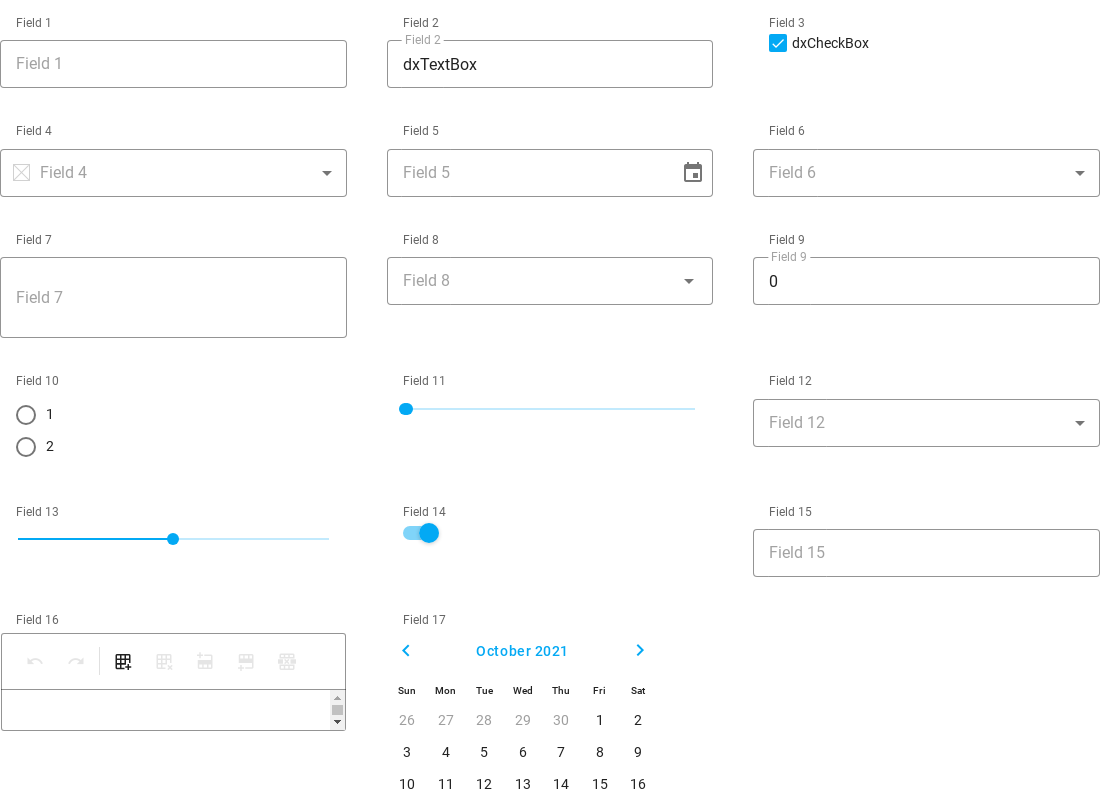 Field 1
Field 1
Field 2
Field 2
dxTextBox
Field 3
dxCheckBox
Field 4
Field 4
Field 5
Field 5
Field 6
Field 6
Field 7
Field 7
Field 8
Field 8
Field 9
Field 9
0
Field 10
1
2
Field 11
Field 12
Field 12
Field 13
Field 14
Field 15
Field 15
Field 16
Field 17
October 2021
Sun Mon Tue Wed Thu Fri Sat
26 27 28 29 30 1 2
3 4 5 6 7 8 9
10 11 12 13 14 15 16